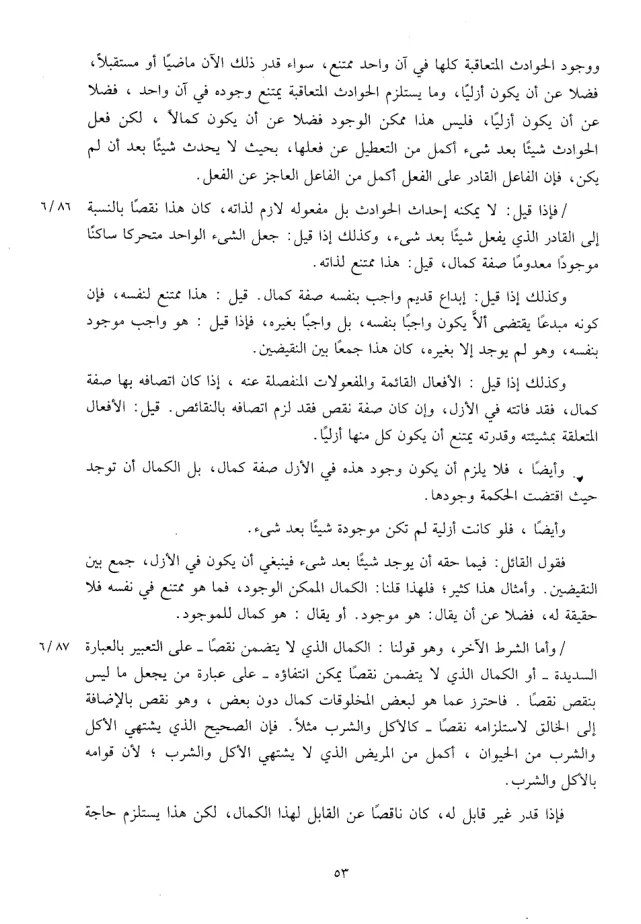 ووجود الحوادث المتعاقبة كلها في آن واحد ممتنع، سواء قدر ذلك الآن ماضيًا أو مستقبلاً،
فضلا عن أن يكون أزليًا، وما يستلزم الحوادث المتعاقبة يمتنع وجوده في آن واحد ، فضلا
عن أن يكون أزليًا، فليس هذا ممكن الوجود فضلا عن أن يكون كمالاً ، لكن فعل
الحوادث شيئًا بعد شىء أكمل من التعطيل عن فعلها، بحيث لا يحدث شيئًا بعد أن لم
يكن، فإن الفاعل القادر على الفعل أكمل من الفاعل العاجز عن الفعل.
٦/٨٦
/ فإذا قيل: لا يمكنه إحداث الحوادث بل مفعوله لازم لذاته، كان هذا نقصًا بالنسبة
إلى القادر الذي يفعل شيئًا بعد شىء، وكذلك إذا قيل: جعل الشىء الواحد متحركا ساكنًا
موجودًا معدومًا صفة كمال، قيل: هذا ممتنع لذاته.
وكذلك إذا قيل: إبداع قديم واجب بنفسه صفة كمال. قيل : هذا ممتنع لنفسه، فإن
كونه مبدعًا يقتضى ألاَّ يكون واجبًا بنفسه، بل واجبًا بغيره، فإذا قيل : هو واجب موجود
بنفسه، وهو لم يوجد إلا بغيره، كان هذا جمعًا بين النقيضين.
وكذلك إذا قيل : الأفعال القائمة والمفعولات المنفصلة عنه ، إذا كان اتصافه بها صفة
كمال، فقد فاتته في الأزل، وإن كان صفة نقص فقد لزم اتصافه بالنقائص. قيل: الأفعال
المتعلقة بمشيئته وقدرته يمتنع أن يكون كل منها أزليًا.
وأيضًا ، فلا يلزم أن يكون وجود هذه في الأزل صفة كمال، بل الكمال أن توجد
حيث اقتضت الحكمة وجودها.
وأيضًا ، فلو كانت أزلية لم تكن موجودة شيئًا بعد شىء.
فقول القائل: فيما حقه أن يوجد شيئًا بعد شىء فينبغي أن يكون في الأزل، جمع بين
النقيضين. وأمثال هذا كثير؛ فلهذا قلنا: الكمال الممكن الوجود، فما هو ممتنع في نفسه فلا
حقيقة له، فضلا عن أن يقال: هو موجود. أو يقال : هو كمال للموجود.
٦/٨٧
/ وأما الشرط الآخر، وهو قولنا : الكمال الذي لا يتضمن نقصًا ـ على التعبير بالعبارة
السديدة ـ أو الكمال الذي لا يتضمن نقصًا يمكن انتفاؤه ـ على عبارة من يجعل ما ليس
بنقص نقصًا . فاحترز عما هو لبعض المخلوقات كمال دون بعض ، وهو نقص بالإضافة
إلى الخالق لاستلزامه نقصًا ـ كالأكل والشرب مثلاً. فإن الصحيح الذي يشتهي الأكل
والشرب من الحيوان ، أكمل من المريض الذي لا يشتهي الأكل والشرب ؛ لأن قوامه
بالأكل والشرب.
فإذا قدر غير قابل له، كان ناقصًا عن القابل لهذا الكمال، لكن هذا يستلزم حاجة
٥٣